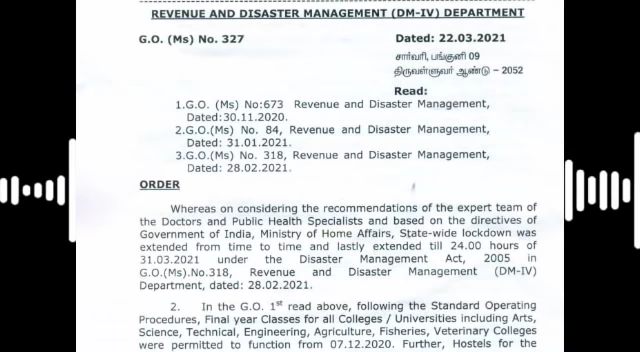 REVENUE AND DISASTER MANAGEMENT (DM-IV) DEPARTMENT
G.O. (Ms) No. 327
Dated: 22.03.2021
சார்வரி, பங்குனி 09
திருவள்ளுவர் ஆண்டு – 2052
Read:
1.G.O. (Ms) No:673 Revenue and Disaster Management,
Dated:30.11.2020.
2.G.O.(Ms) No. 84, Revenue and Disaster Management,
Dated: 31.01.2021.
3.G.O.(Ms) No. 318, Revenue and Disaster Management,
Dated: 28.02.2021.
ORDER
Whereas on considering the recommendations of the expert team of
the Doctors and Public Health Specialists and based on the directives of
Government of India, Ministry of Home Affairs, State-wide lockdown was
extended from time to time and lastly extended till 24.00 hours of
31.03.2021 under the Disaster Management Act, 2005 in
G.O.(Ms).No.318, Revenue and Disaster Management (DM-IV)
Department, dated: 28.02.2021.
2. In the G.O. 1st read above, following the Standard Operating
Procedures, Final year Classes for all Colleges / Universities including Arts,
Science, Technical, Engineering, Agriculture, Fisheries, Veterinary Colleges
were permitted to function from 07.12.2020. Further, Hostels for the